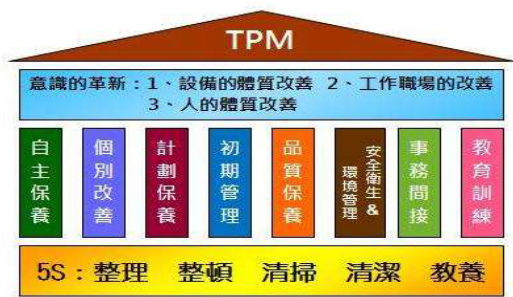 TPM
意識的革新：1、設備的體質改善 2、工作職場的改善
3、人的體質改善
自主保養
個別改善
計劃保養
初期管理
品質保養
安全衛生&
環境管理
事務間接
教育訓練
5S：整理 整頓 清掃 清潔 教養